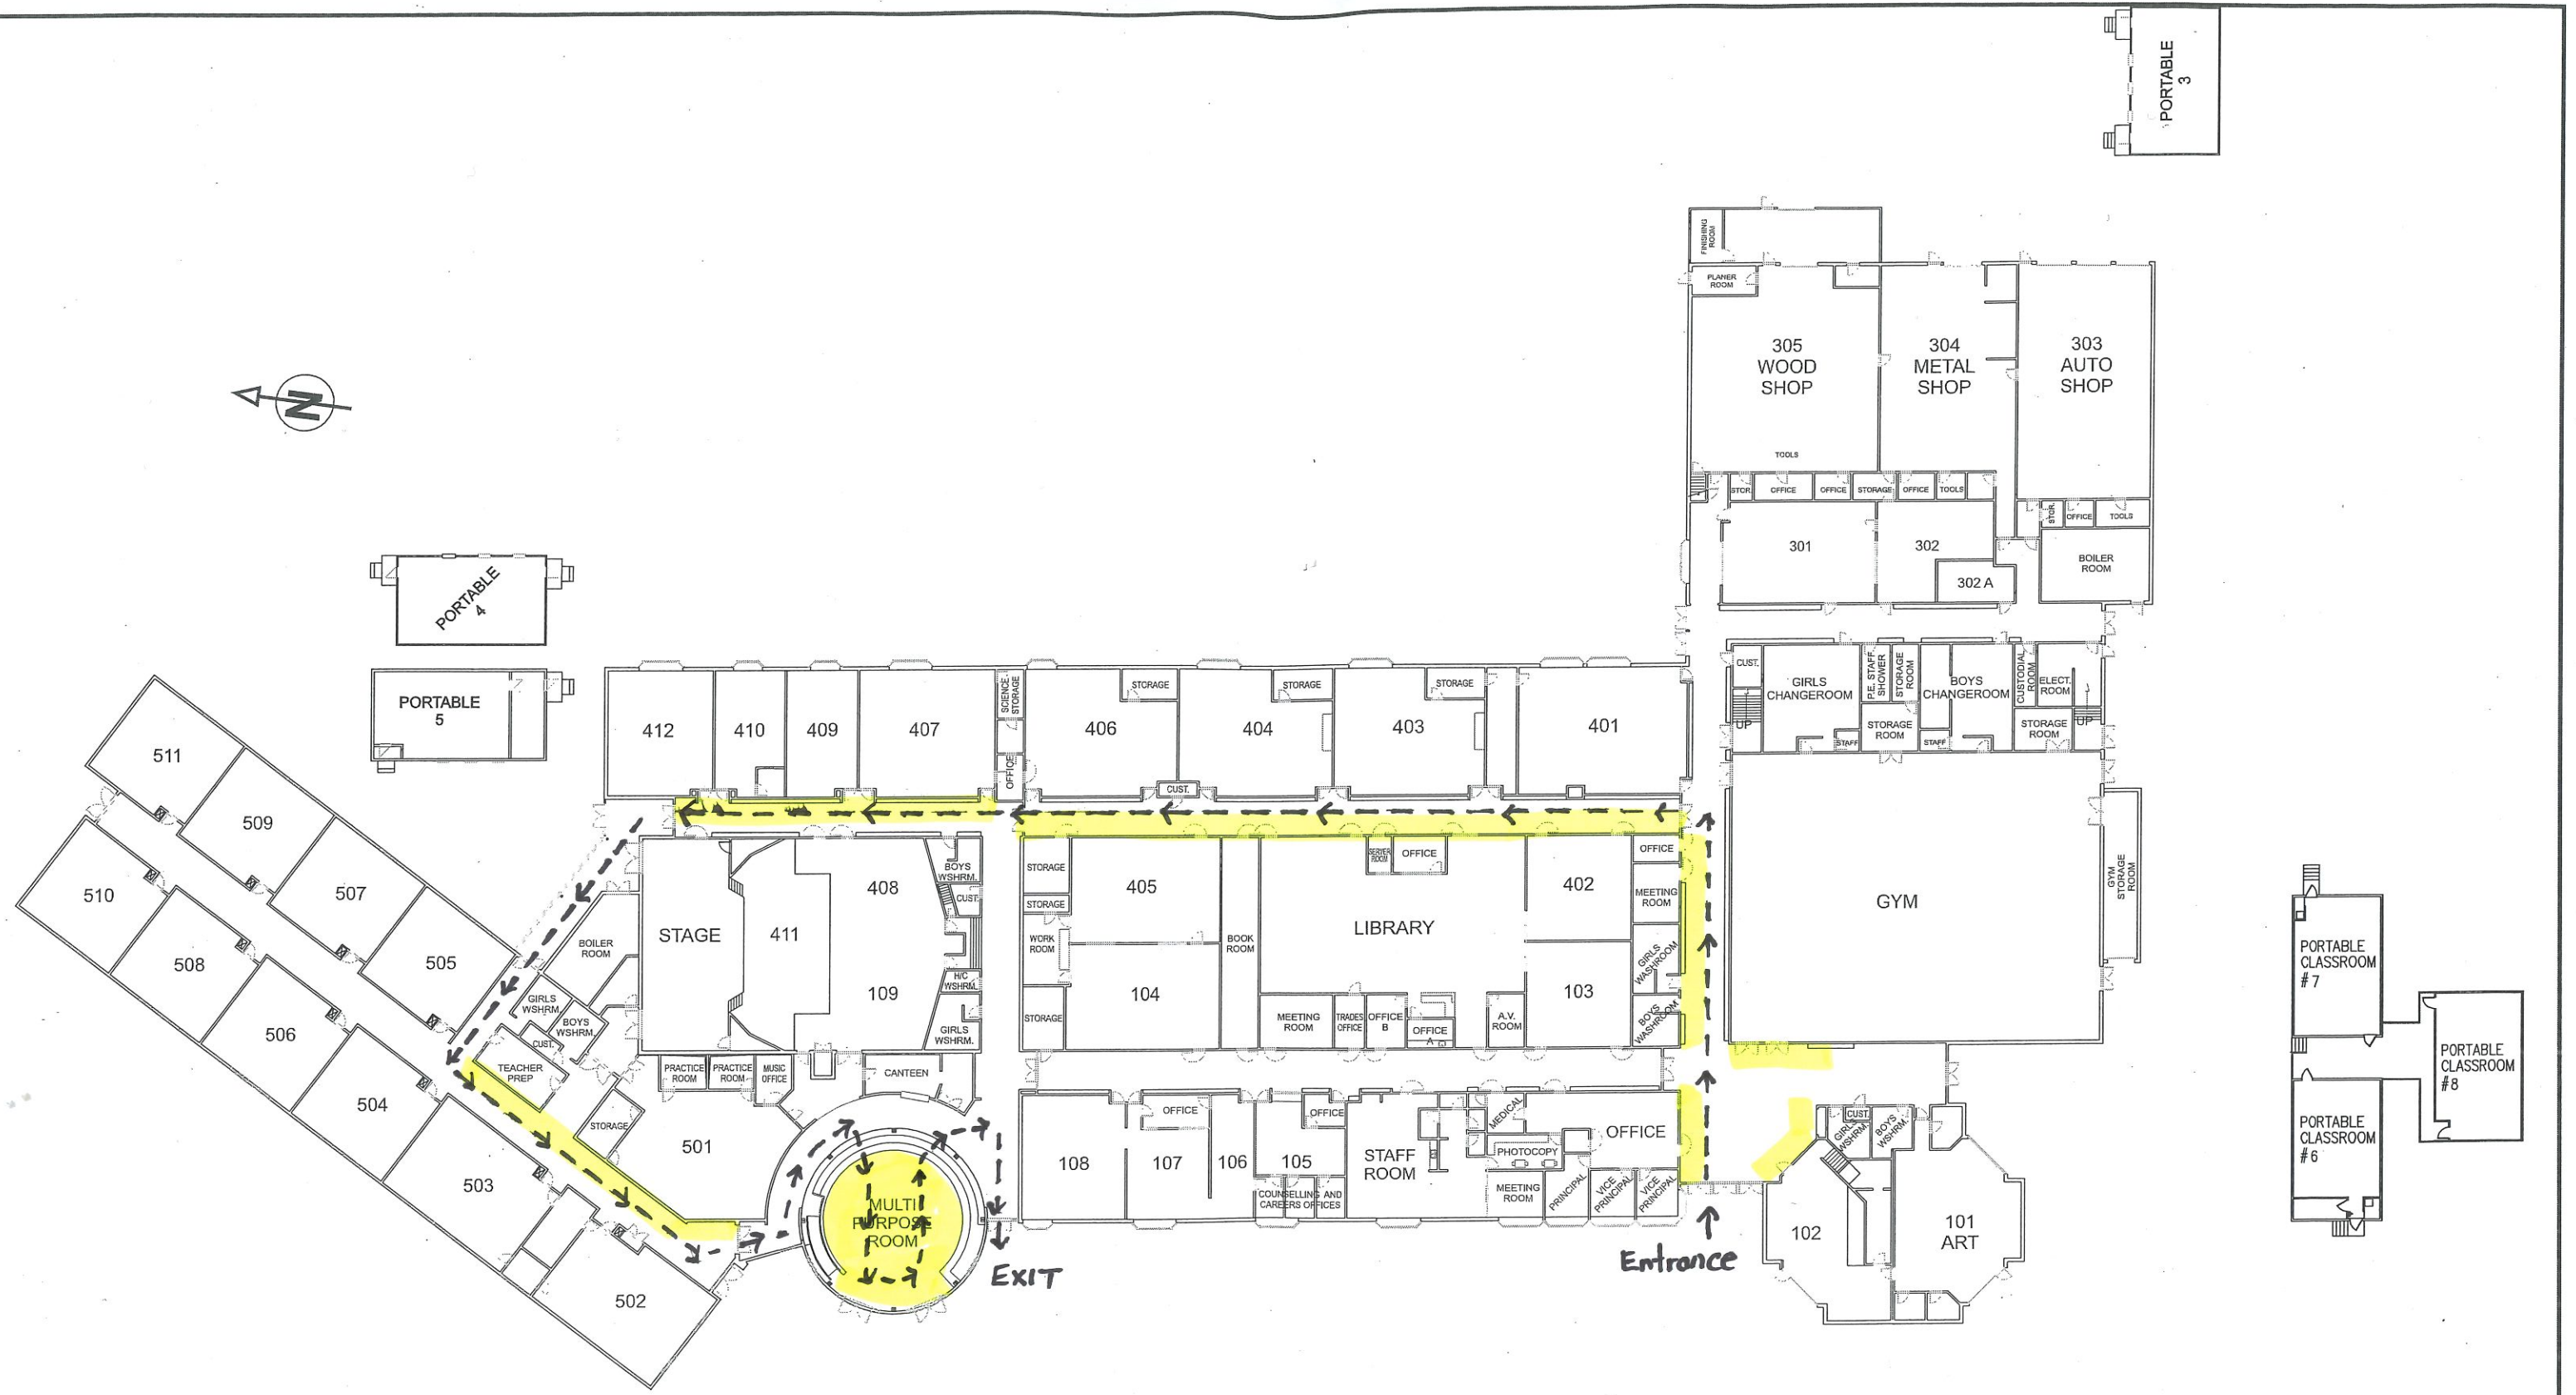 PORTABLE
3
N
FINISHING
ROOM
PLANER
ROOM
305
WOOD
SHOP
304
METAL
SHOP
303
AUTO
SHOP
TOOLS
STOR.
OFFICE
OFFICE
STORAGE
OFFICE
TOOLS
STOR.
OFFICE
TOOLS
301
302
302 A
BOILER
ROOM
PORTABLE
4
PORTABLE
5
CUST.
UP
GIRLS
CHANGEROOM
P.E. STAFF
SHOWER
STORAGE
ROOM
BOYS
CHANGEROOM
CUSTODIAL
ROOM
ELECT.
ROOM
UP
STAFF
STORAGE
ROOM
STAFF
STORAGE
ROOM
412
410
409
407
SCIENCE
STORAGE
OFFICE
406
STORAGE
404
STORAGE
403
STORAGE
401
CUST.
511
509
507
505
510
508
506
504
503
502
BOILER
ROOM
GIRLS
WSHRM.
BOYS
WSHRM.
CUST.
TEACHER
PREP
STORAGE
501
STAGE
411
408
109
BOYS
WSHRM.
CUST.
H/C
WSHRM.
GIRLS
WSHRM.
PRACTICE
ROOM
PRACTICE
ROOM
MUSIC
OFFICE
CANTEEN
MULTI
PURPOSE
ROOM
EXIT
STORAGE
STORAGE
WORK
ROOM
STORAGE
405
104
BOOK
ROOM
LIBRARY
SERVER
ROOM
OFFICE
402
103
OFFICE
MEETING
ROOM
GIRLS
WASHROOM
BOYS
WASHROOM
MEETING
ROOM
TRADES
OFFICE
OFFICE
B
OFFICE
A
A.V.
ROOM
108
107
OFFICE
106
105
OFFICE
COUNSELLING AND
CAREERS OFFICES
STAFF
ROOM
MEDICAL
PHOTOCOPY
MEETING
ROOM
OFFICE
PRINCIPAL
VICE
PRINCIPAL
VICE
PRINCIPAL
Entrance
GYM
GYM
STORAGE
ROOM
GIRLS
WSHRM.
CUST.
BOYS
WSHRM.
102
101
ART
PORTABLE
CLASSROOM
#7
PORTABLE
CLASSROOM
#8
PORTABLE
CLASSROOM
#6